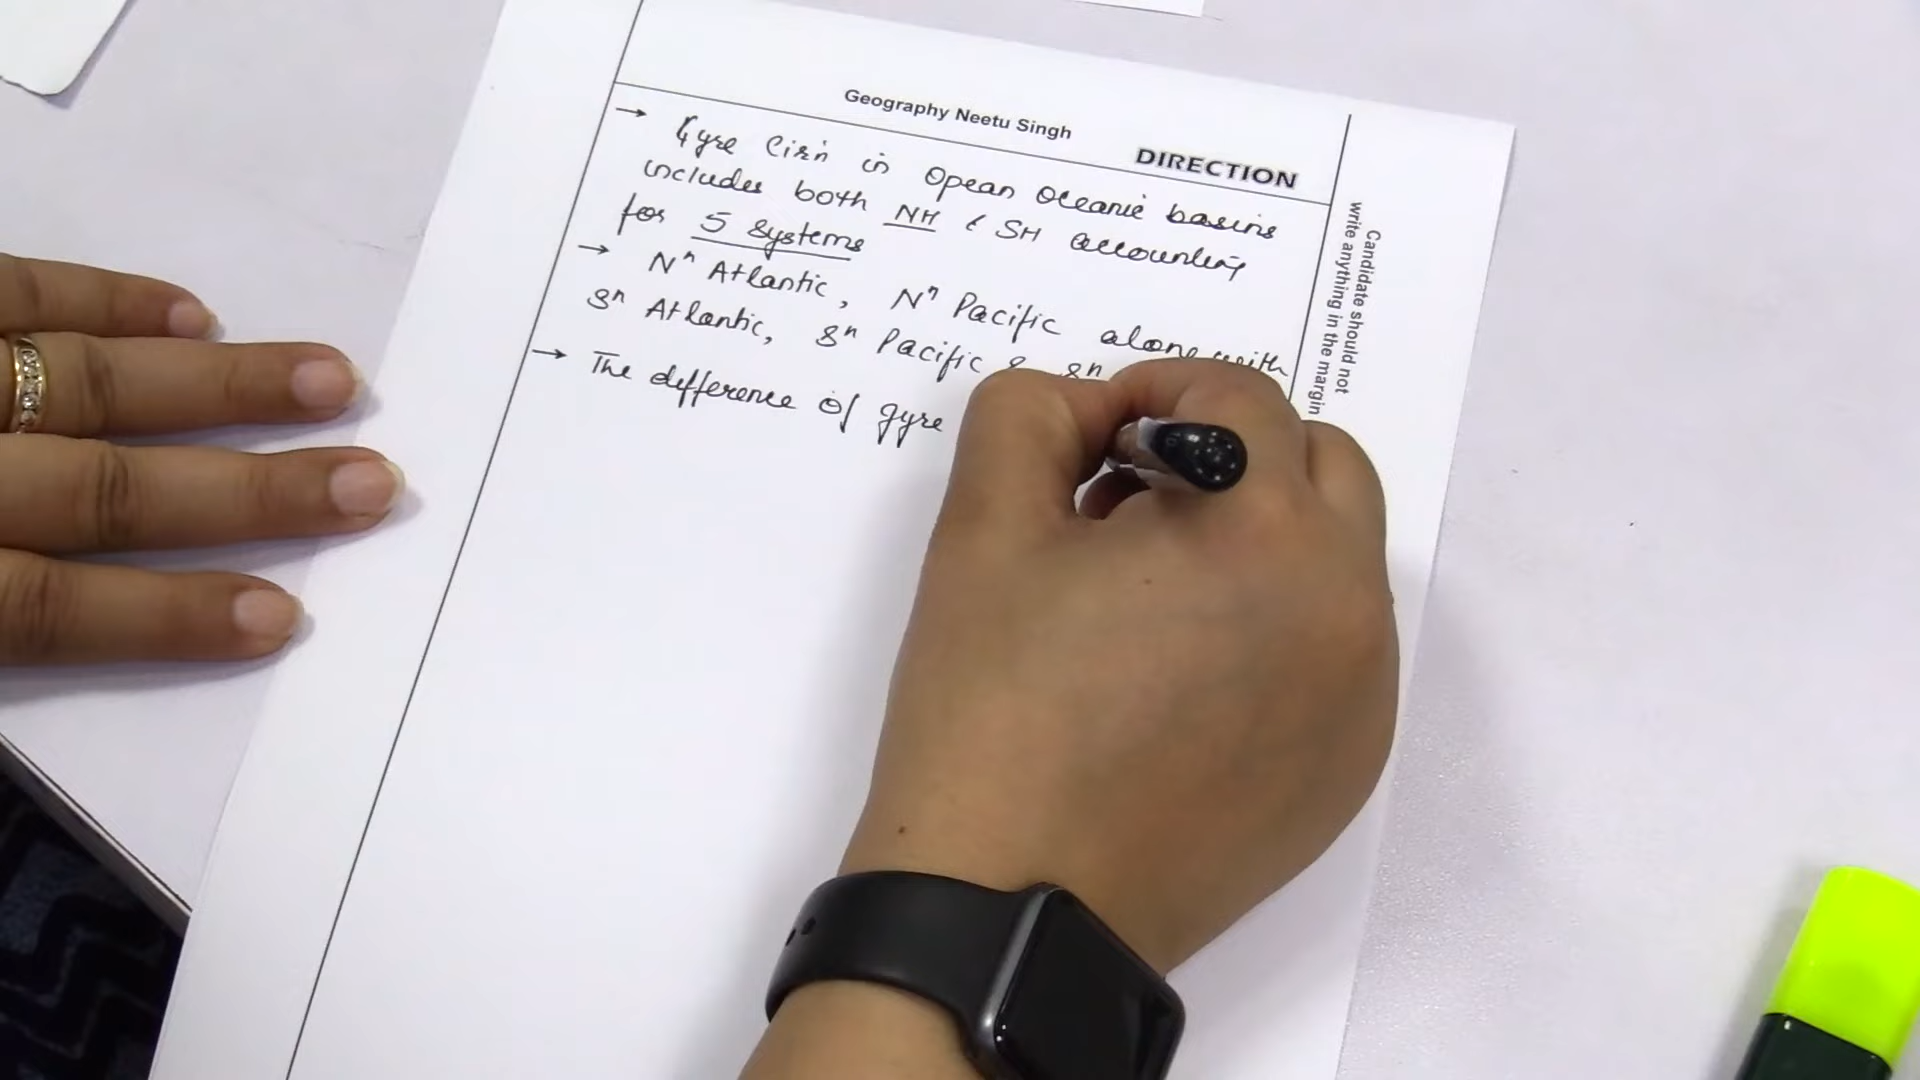 Geography Neetu Singh
DIRECTION
→ Gyre Cirⁿ in Opean Oceanic basins
includes both NH & SH accounting
for 5 systems
→ Nⁿ Atlantic, Nⁿ Pacific along with
Sⁿ Atlantic, Sⁿ Pacific & Sⁿ
→ The difference of gyre
Candidate should not
write anything in the margin